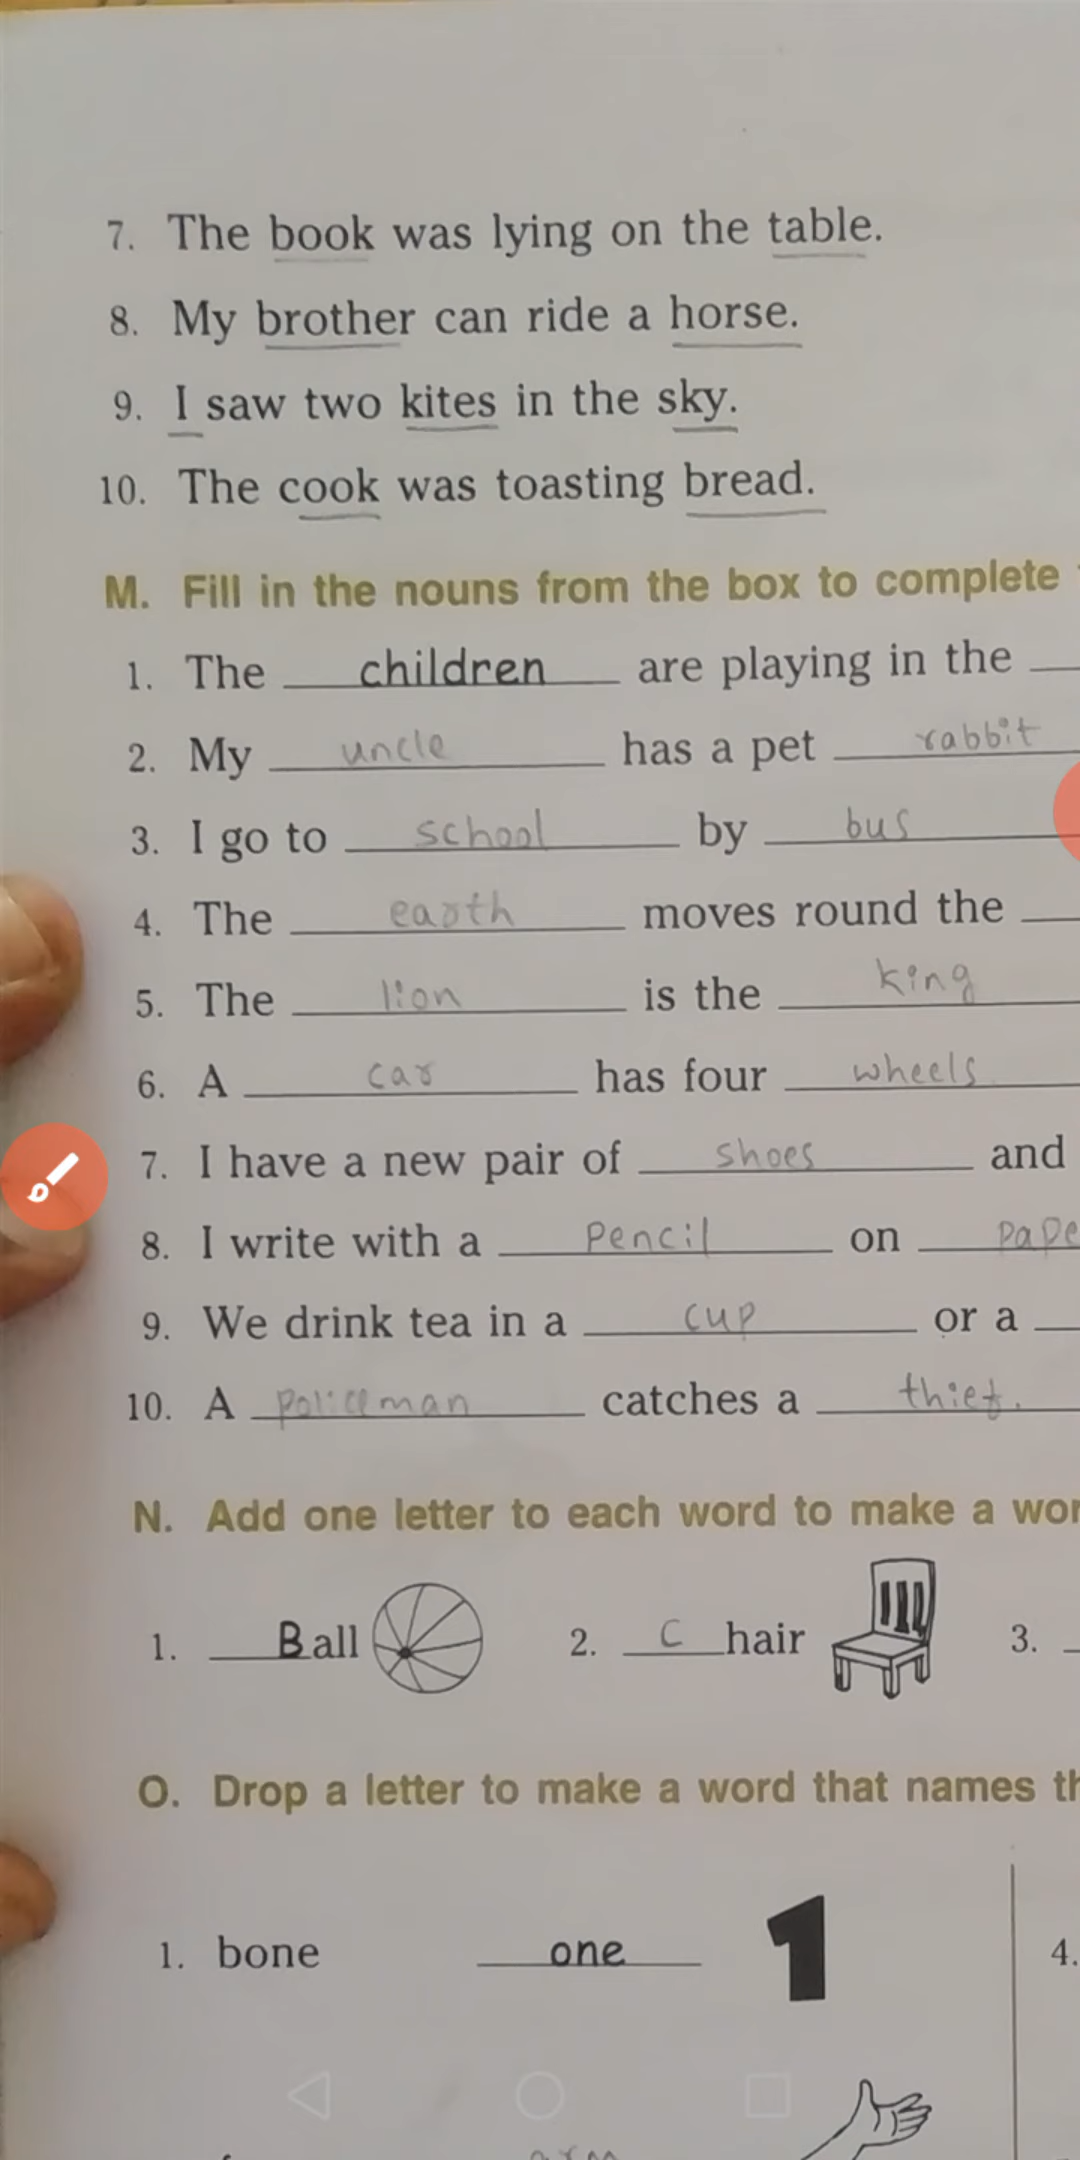 7. The book was lying on the table.
8. My brother can ride a horse.
9. I saw two kites in the sky.
10. The cook was toasting bread.
M. Fill in the nouns from the box to complete
1. The children are playing in the
2. My uncle has a pet rabbit
3. I go to school by bus
4. The earth moves round the
5. The lion is the king
6. A car has four wheels
7. I have a new pair of shoes and
8. I write with a pencil on pape
9. We drink tea in a cup or a
10. A policeman catches a thief.
N. Add one letter to each word to make a wor
1. Ball 2. Chair 3.
O. Drop a letter to make a word that names th
1. bone one 1 4.
arm